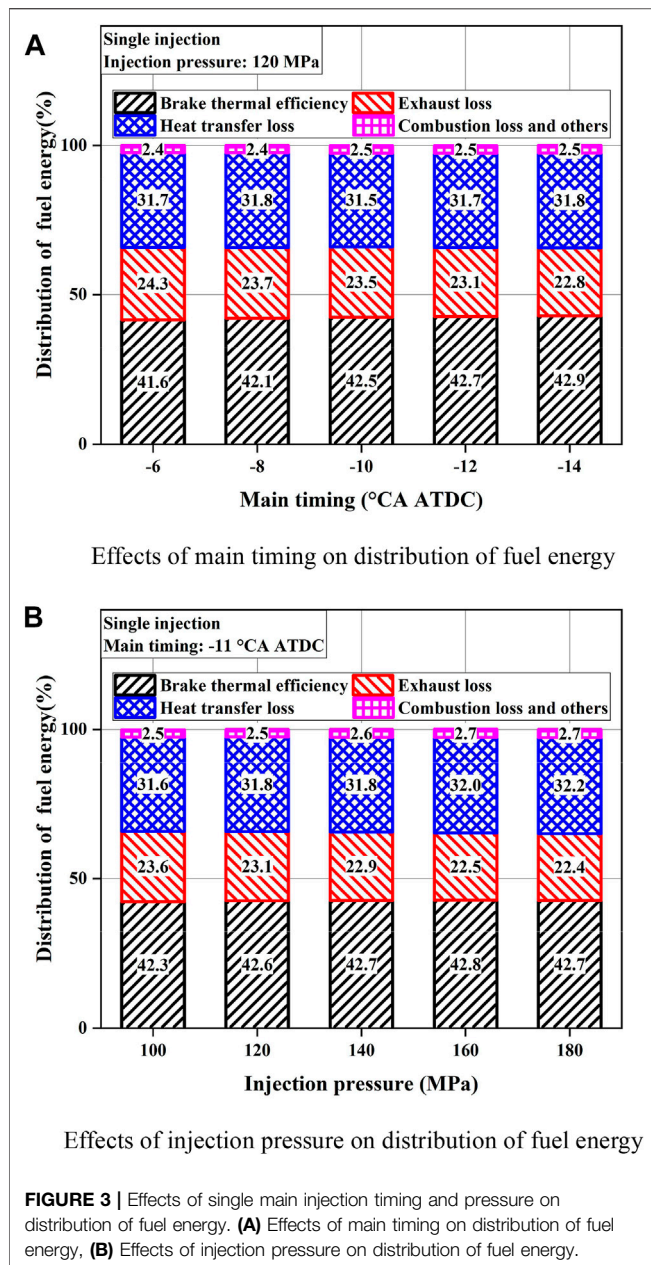 A
Single injection
Injection pressure: 120 MPa
Brake thermal efficiency Exhaust loss
Heat transfer loss Combustion loss and others
Distribution of fuel energy(%)
100
50
0
2.4 2.4 2.5 2.5 2.5
31.7 31.8 31.5 31.7 31.8
24.3 23.7 23.5 23.1 22.8
41.6 42.1 42.5 42.7 42.9
-6 -8 -10 -12 -14
Main timing (°CA ATDC)
Effects of main timing on distribution of fuel energy
B
Single injection
Main timing: -11 °CA ATDC
Brake thermal efficiency Exhaust loss
Heat transfer loss Combustion loss and others
Distribution of fuel energy(%)
100
50
0
2.5 2.5 2.6 2.7 2.7
31.6 31.8 31.8 32.0 32.2
23.6 23.1 22.9 22.5 22.4
42.3 42.6 42.7 42.8 42.7
100 120 140 160 180
Injection pressure (MPa)
Effects of injection pressure on distribution of fuel energy
FIGURE 3 | Effects of single main injection timing and pressure on
distribution of fuel energy. (A) Effects of main timing on distribution of fuel
energy, (B) Effects of injection pressure on distribution of fuel energy.